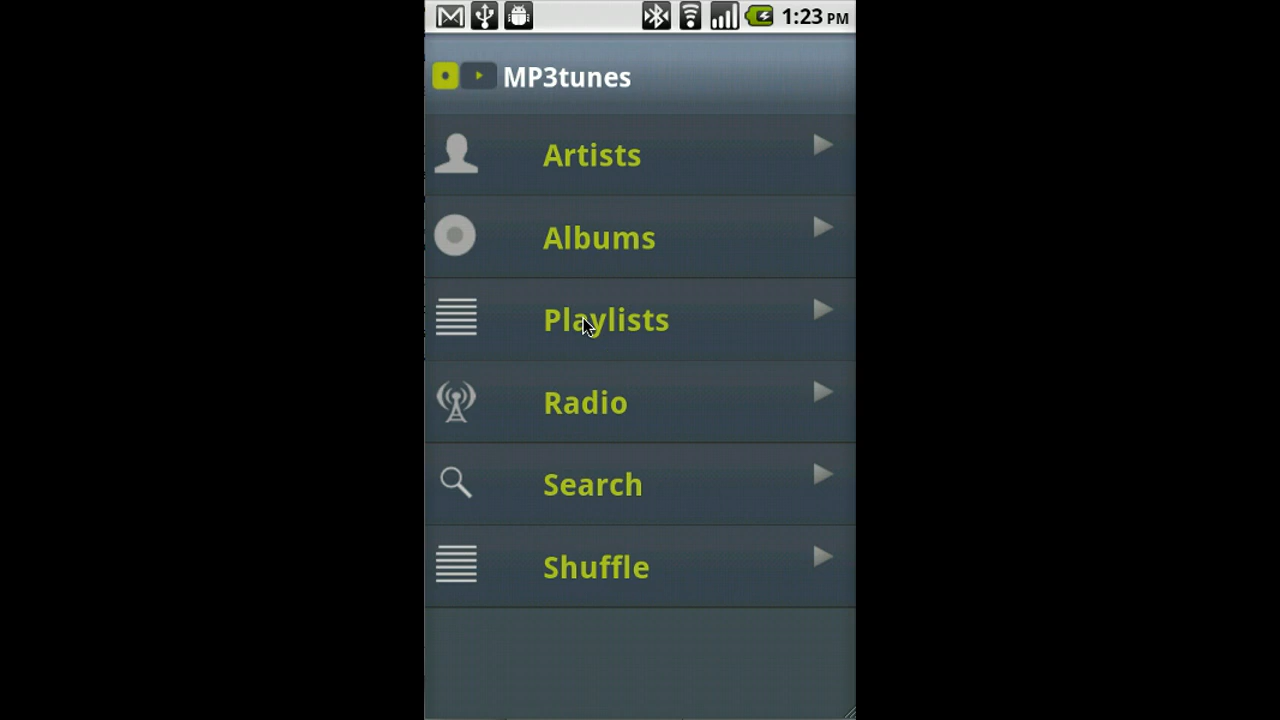 1:23 PM
MP3tunes
Artists
Albums
Playlists
Radio
Search
Shuffle